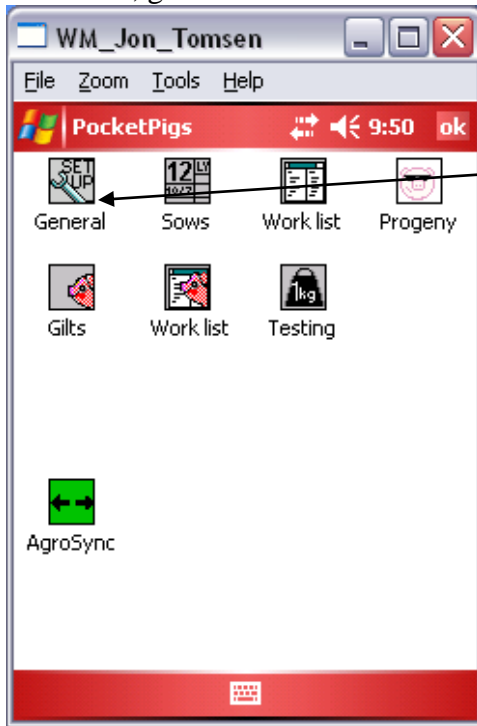 WM_Jon_Tomsen
File Zoom Tools Help
PocketPigs 9:50 ok
SET UP 12 LY
General Sows Work list Progeny
1kg
Gilts Work list Testing
AgroSync